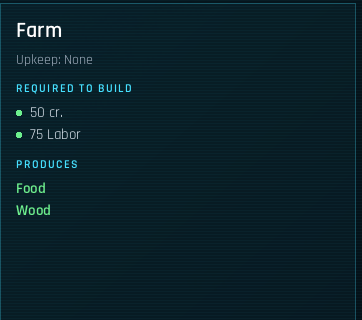 Farm
Upkeep: None
REQUIRED TO BUILD
50 cr.
75 Labor
PRODUCES
Food
Wood